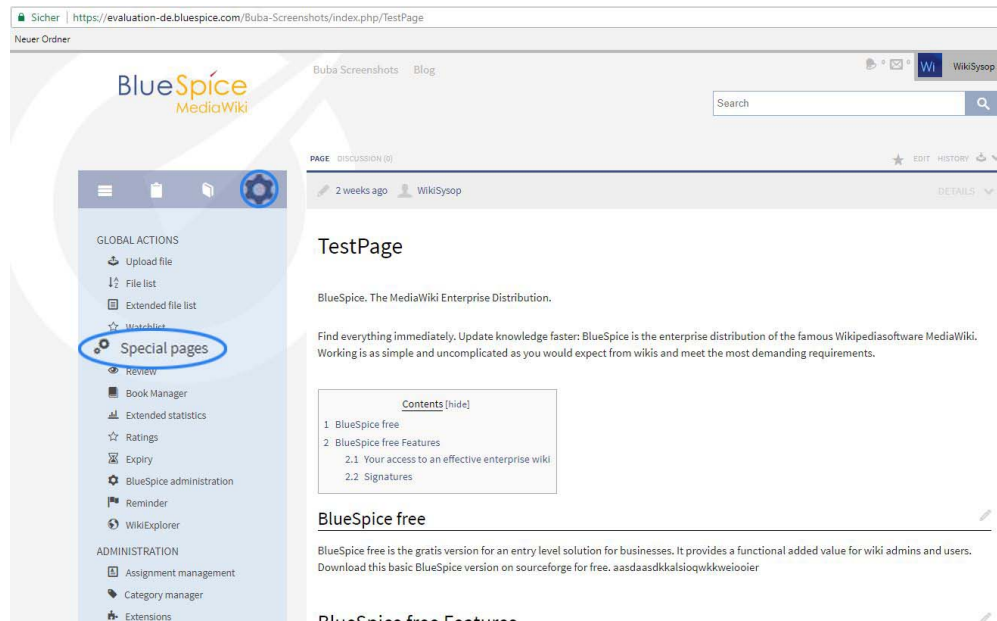 Sicher | https://evaluation-de.bluespice.com/Buba-Screenshots/index.php/TestPage
Neuer Ordner
BlueSpice
MediaWiki
Buba Screenshots Blog
Wi WikiSysop
Search
PAGE DISCUSSION (0)
EDIT HISTORY
2 weeks ago WikiSysop
DETAILS
GLOBAL ACTIONS
Upload file
File list
Extended file list
Watchlist
Special pages
Review
Book Manager
Extended statistics
Ratings
Expiry
BlueSpice administration
Reminder
WikiExplorer
ADMINISTRATION
Assignment management
Category manager
Extensions
TestPage
BlueSpice. The MediaWiki Enterprise Distribution.
Find everything immediately. Update knowledge faster: BlueSpice is the enterprise distribution of the famous Wikipediasoftware MediaWiki.
Working is as simple and uncomplicated as you would expect from wikis and meet the most demanding requirements.
Contents [hide]
1 BlueSpice free
2 BlueSpice free Features
2.1 Your access to an effective enterprise wiki
2.2 Signatures
BlueSpice free
BlueSpice free is the gratis version for an entry level solution for businesses. It provides a functional added value for wiki admins and users.
Download this basic BlueSpice version on sourceforge for free. aasdaasdkkalsioqwkkweiooier
BlueSpice free Features